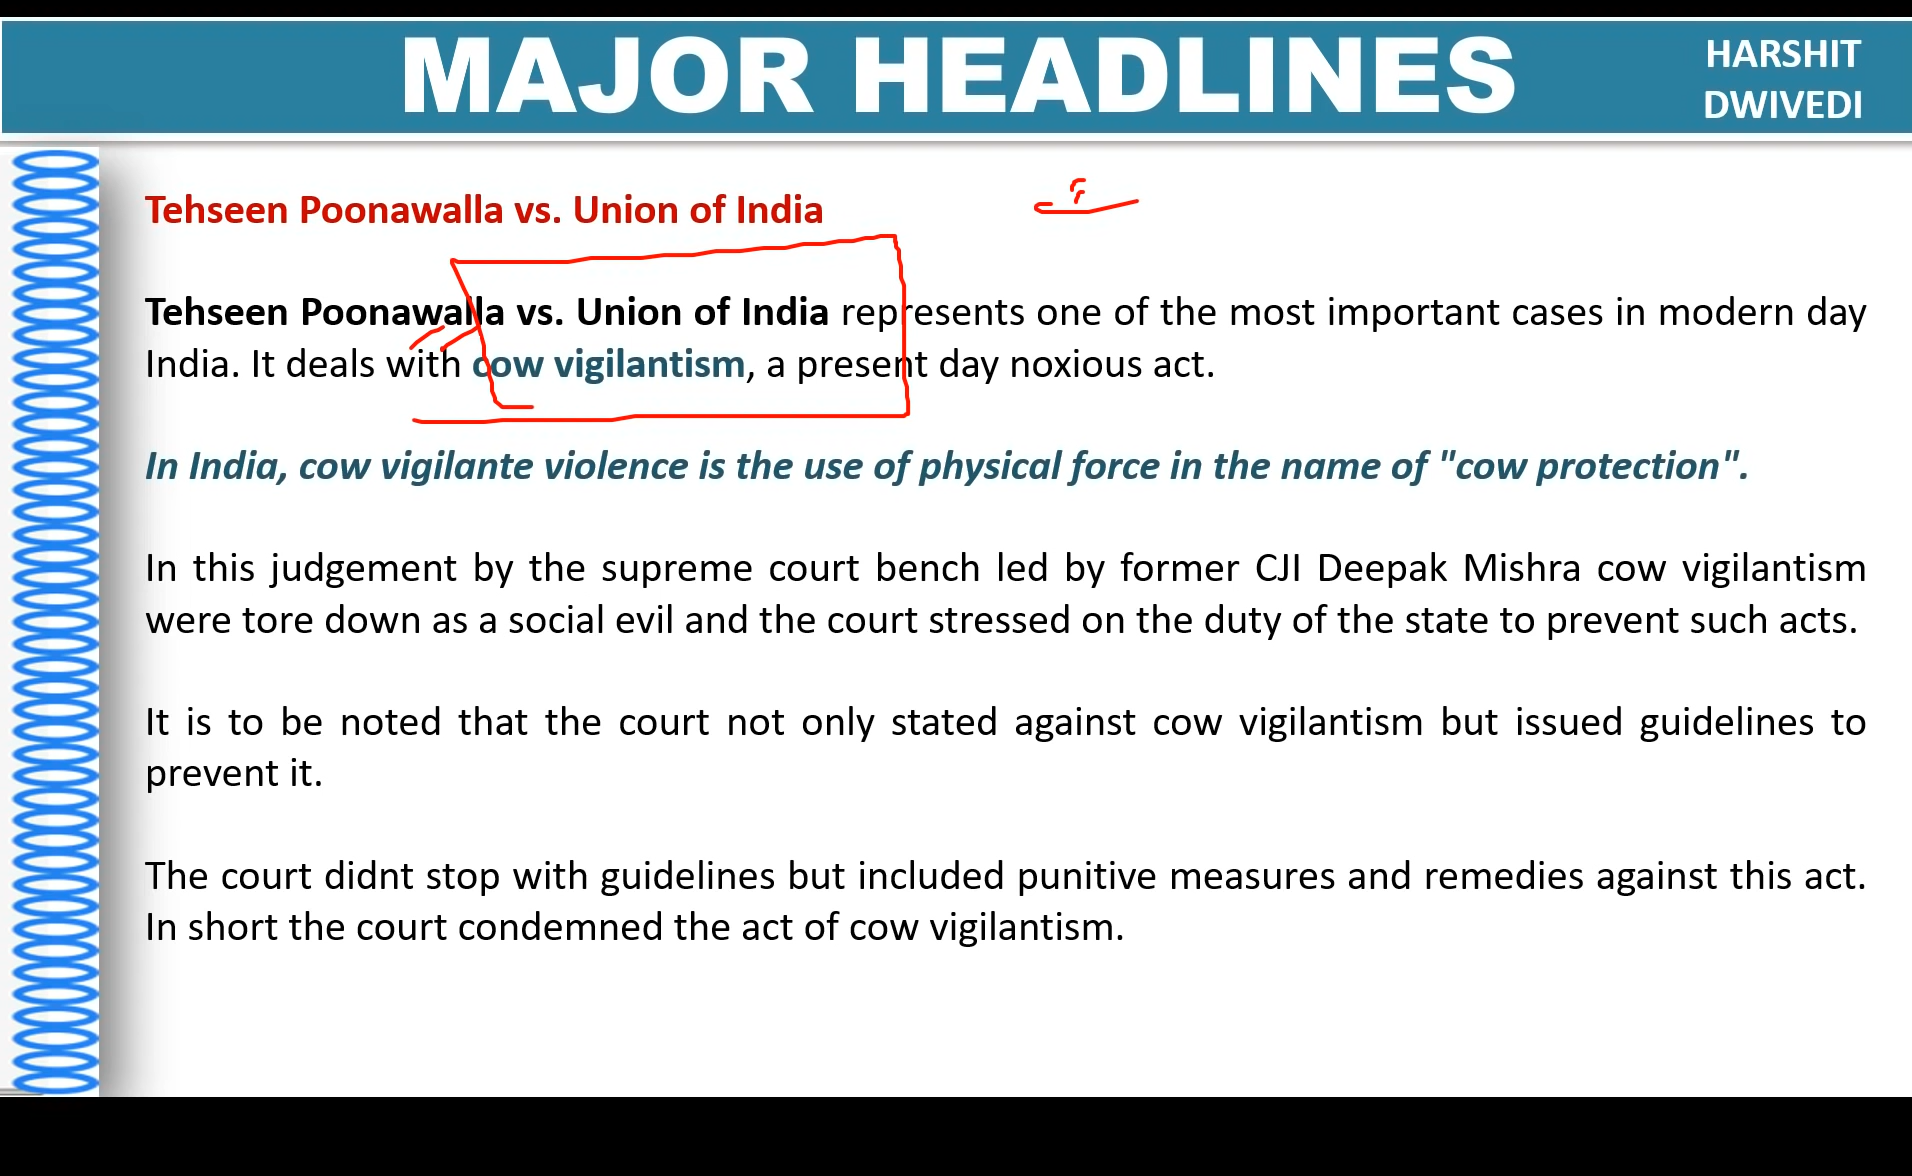 MAJOR HEADLINES
HARSHIT
DWIVEDI
Tehseen Poonawalla vs. Union of India
Tehseen Poonawalla vs. Union of India represents one of the most important cases in modern day
India. It deals with cow vigilantism, a present day noxious act.
In India, cow vigilante violence is the use of physical force in the name of "cow protection".
In this judgement by the supreme court bench led by former CJI Deepak Mishra cow vigilantism
were tore down as a social evil and the court stressed on the duty of the state to prevent such acts.
It is to be noted that the court not only stated against cow vigilantism but issued guidelines to
prevent it.
The court didnt stop with guidelines but included punitive measures and remedies against this act.
In short the court condemned the act of cow vigilantism.